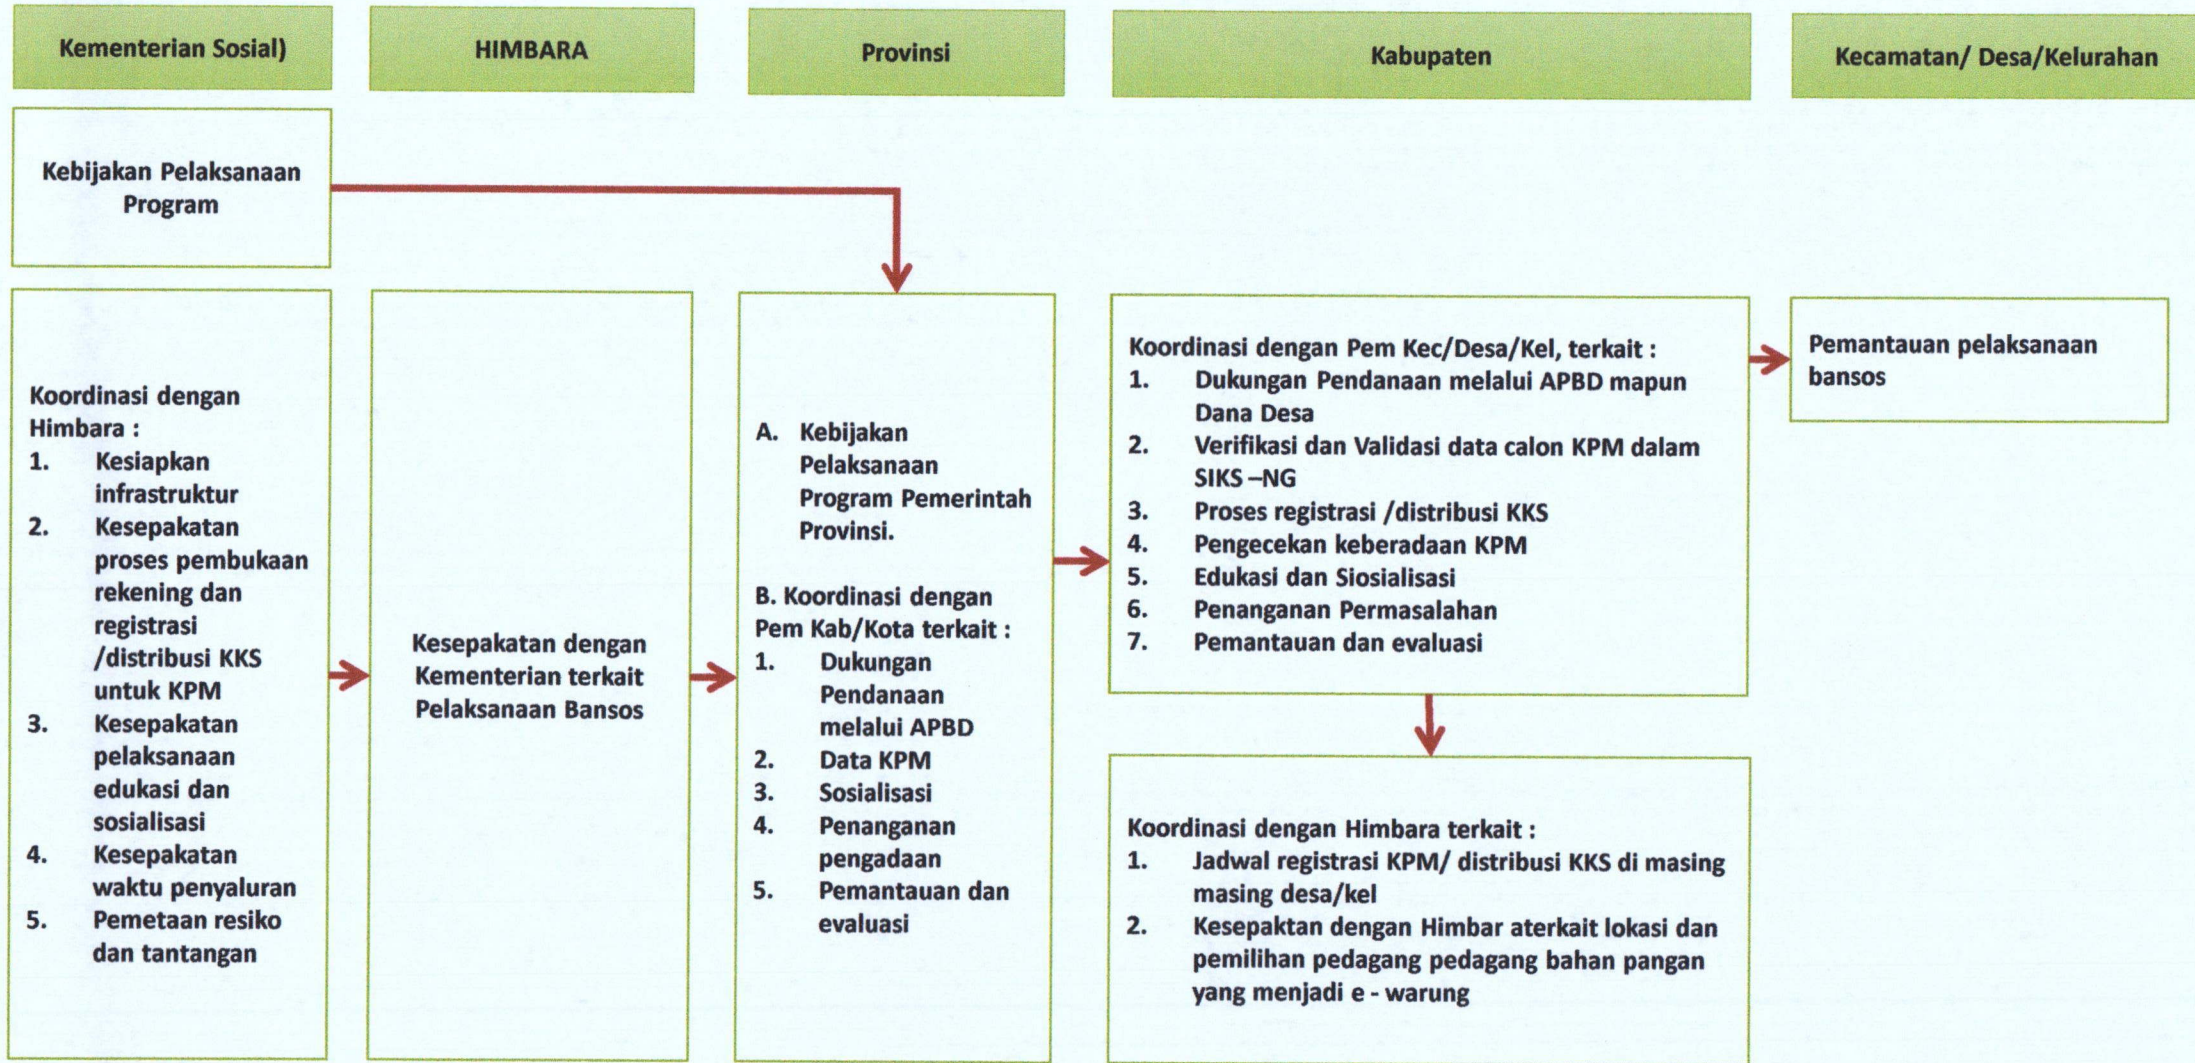 Kementerian Sosial)
HIMBARA
Provinsi
Kabupaten
Kecamatan/ Desa/Kelurahan
Kebijakan Pelaksanaan
Program
Koordinasi dengan
Himbara :
1. Kesiapkan
infrastruktur
2. Kesepakatan
proses pembukaan
rekening dan
registrasi
/distribusi KKS
untuk KPM
3. Kesepakatan
pelaksanaan
edukasi dan
sosialisasi
4. Kesepakatan
waktu penyaluran
5. Pemetaan resiko
dan tantangan
Kesepakatan dengan
Kementerian terkait
Pelaksanaan Bansos
A. Kebijakan
Pelaksanaan
Program Pemerintah
Provinsi.
B. Koordinasi dengan
Pem Kab/Kota terkait :
1. Dukungan
Pendanaan
melalui APBD
2. Data KPM
3. Sosialisasi
4. Penanganan
pengadaan
5. Pemantauan dan
evaluasi
Koordinasi dengan Pem Kec/Desa/Kel, terkait :
1. Dukungan Pendanaan melalui APBD mapun
Dana Desa
2. Verifikasi dan Validasi data calon KPM dalam
SIKS –NG
3. Proses registrasi /distribusi KKS
4. Pengecekan keberadaan KPM
5. Edukasi dan Siosialisasi
6. Penanganan Permasalahan
7. Pemantauan dan evaluasi
Koordinasi dengan Himbara terkait :
1. Jadwal registrasi KPM/ distribusi KKS di masing
masing desa/kel
2. Kesepaktan dengan Himbar aterkait lokasi dan
pemilihan pedagang pedagang bahan pangan
yang menjadi e - warung
Pemantauan pelaksanaan
bansos